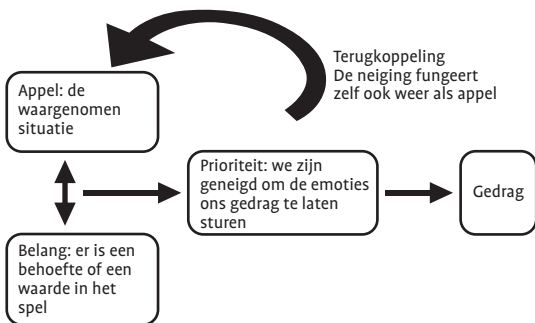 Terugkoppeling
De neiging fungeert
zelf ook weer als appel
Appel: de
waargenomen
situatie
Prioriteit: we zijn
geneigd om de emoties
ons gedrag te laten
sturen
Gedrag
Belang: er is een
behoefte of een
waarde in het
spel